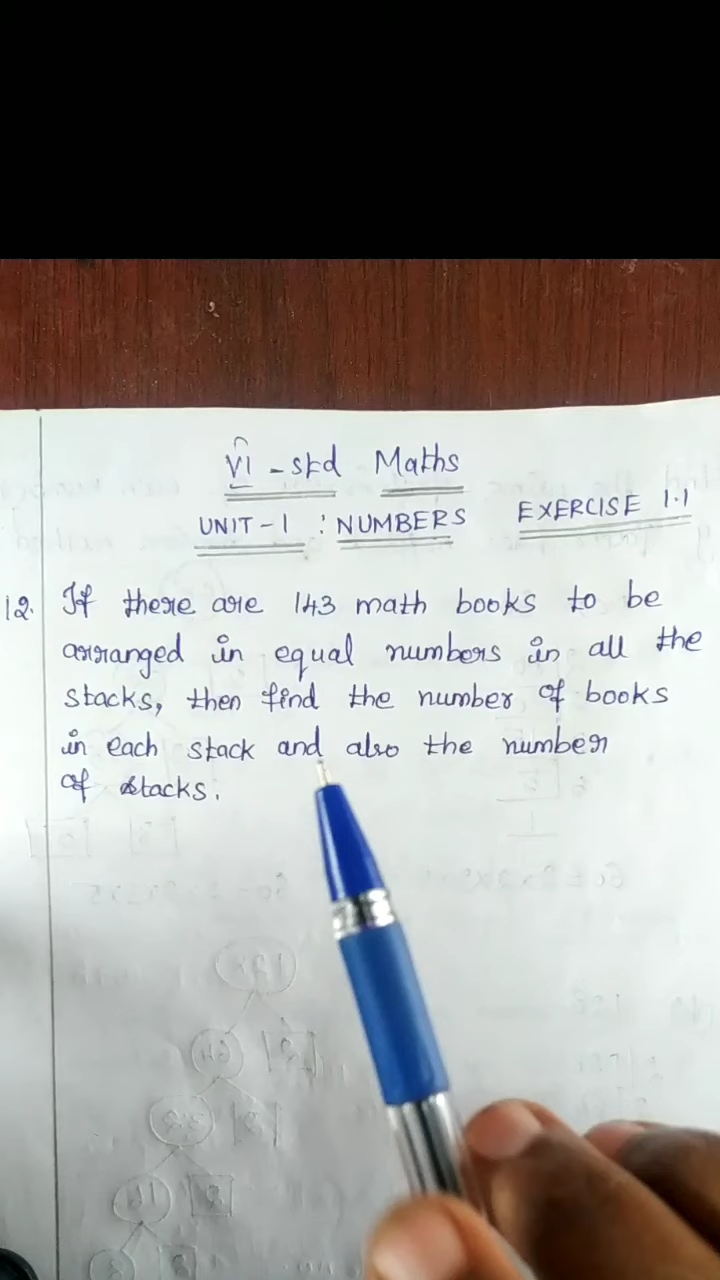 VI - std Maths
UNIT - 1 : NUMBERS EXERCISE 1.1
12. If there are 143 math books to be
arranged in equal numbers in all the
stacks, then find the number of books
in each stack and also the number
of stacks.